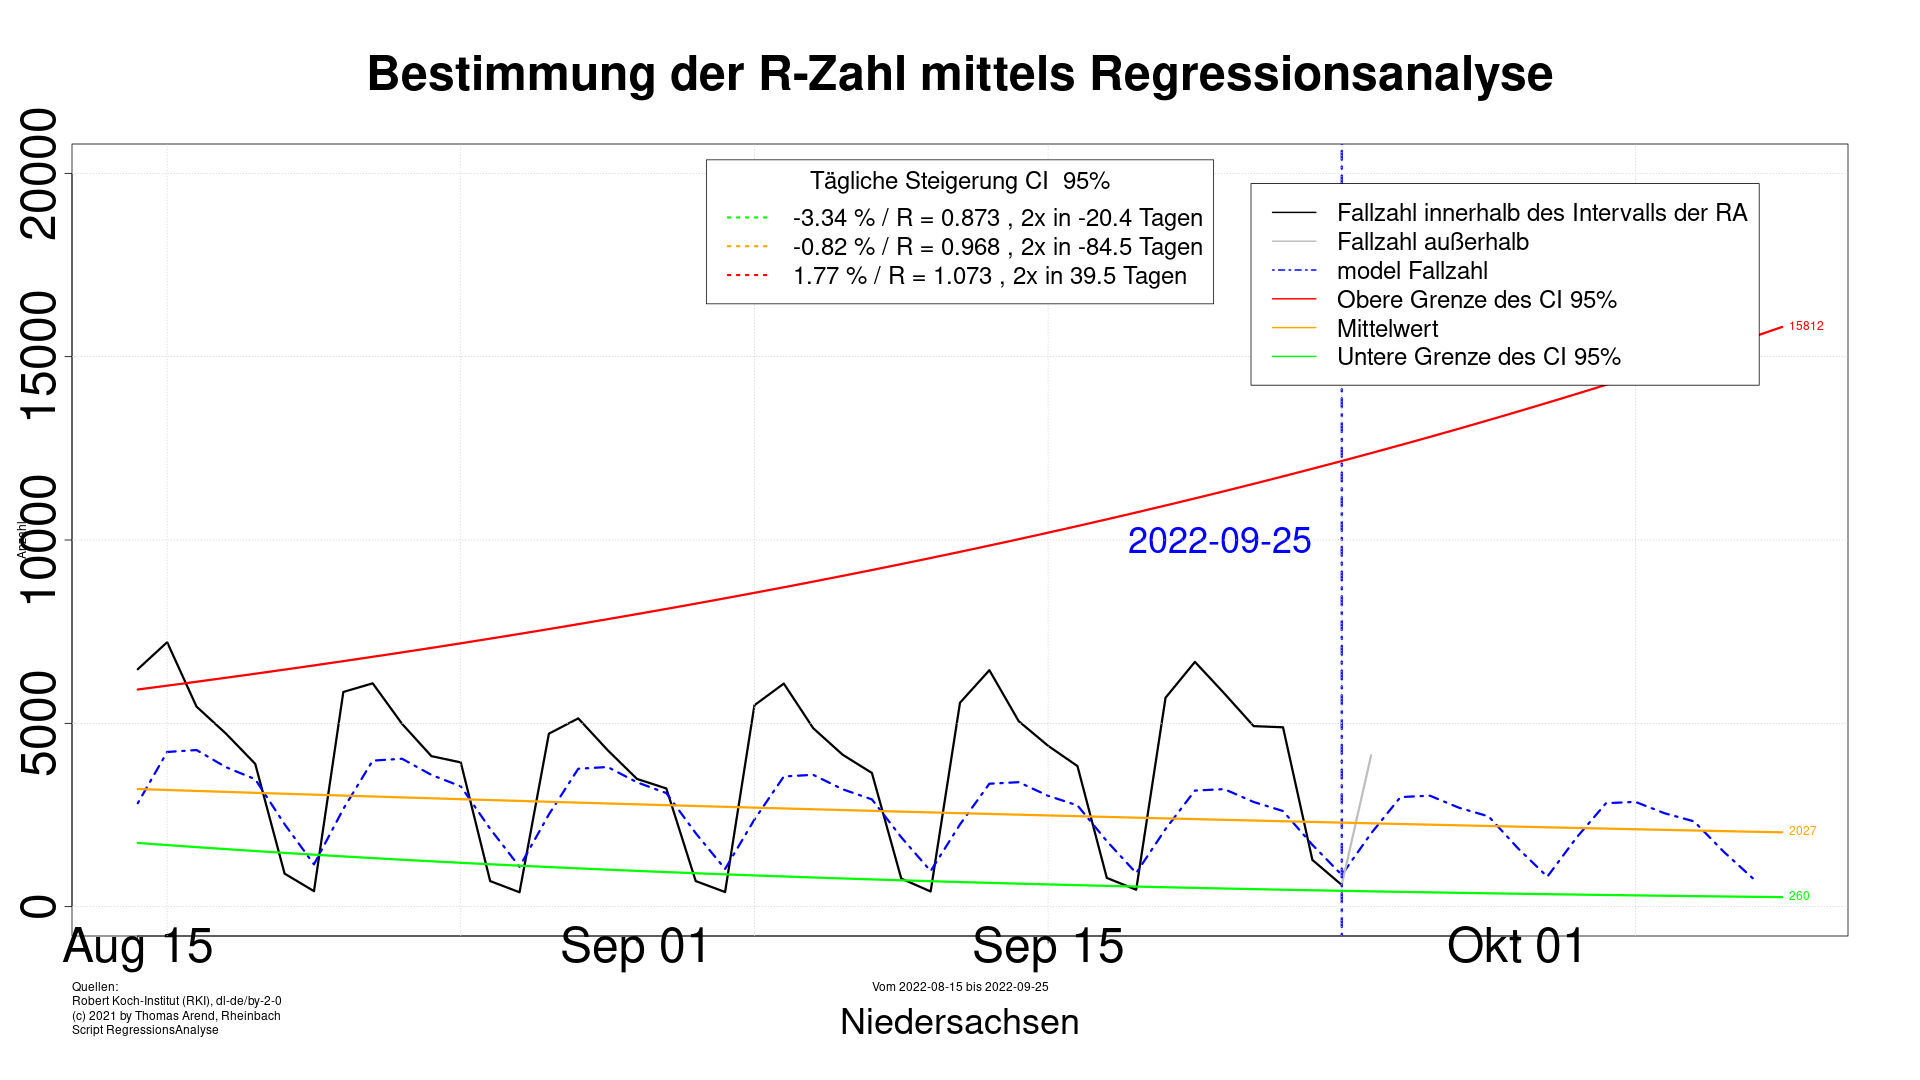 Bestimmung der R-Zahl mittels Regressionsanalyse
20000
15000
10000
5000
0
Anzahl
Tägliche Steigerung CI  95%
-3.34 % / R = 0.873 , 2x in -20.4 Tagen
-0.82 % / R = 0.968 , 2x in -84.5 Tagen
1.77 % / R = 1.073 , 2x in 39.5 Tagen
Fallzahl innerhalb des Intervalls der RA
Fallzahl außerhalb
model Fallzahl
Obere Grenze des CI 95%
Mittelwert
Untere Grenze des CI 95%
15812
2022-09-25
2027
260
Aug 15
Sep 01
Sep 15
Okt 01
Quellen:
Robert Koch-Institut (RKI), dl-de/by-2-0
(c) 2021 by Thomas Arend, Rheinbach
Script RegressionsAnalyse
Vom 2022-08-15 bis 2022-09-25
Niedersachsen